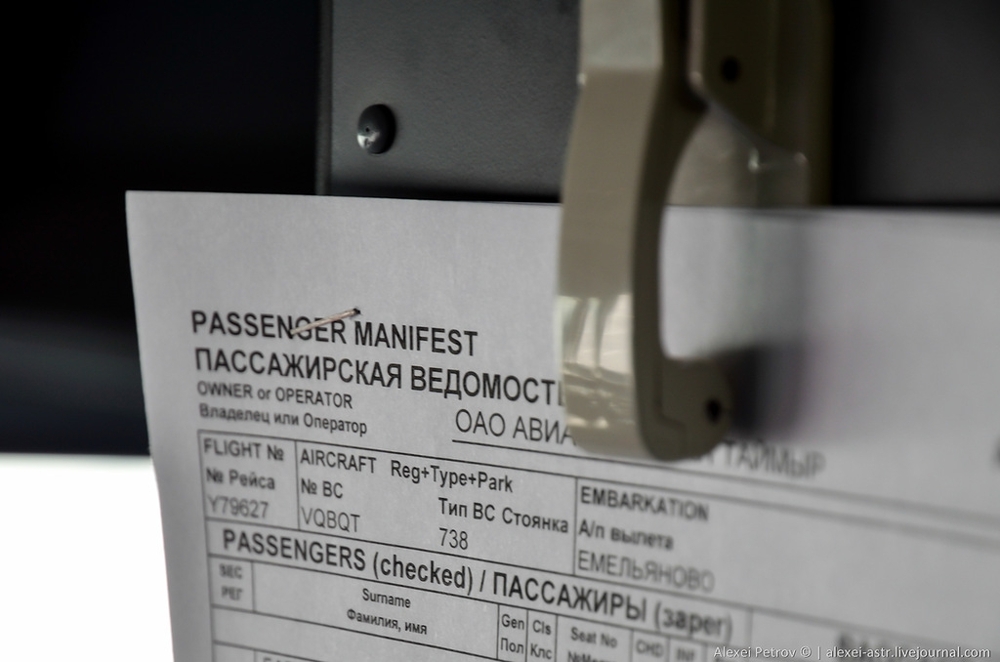 PASSENGER MANIFEST
ПАССАЖИРСКАЯ ВЕДОМОСТЬ
OWNER or OPERATOR
Владелец или Оператор
ОАО АВИА ТАЙМЫР
FLIGHT № AIRCRAFT Reg+Type+Park EMBARKATION
№ Рейса № ВС Тип ВС Стоянка А/п вылета
Y79627 VQBQT 738 ЕМЕЛЬЯНОВО
PASSENGERS (checked) / ПАССАЖИРЫ (зарег)
SEC Surname Gen Cls Seat No CHD INF
РЕГ Фамилия, имя Пол Клс
Alexei Petrov © | alexei-astr.livejournal.com